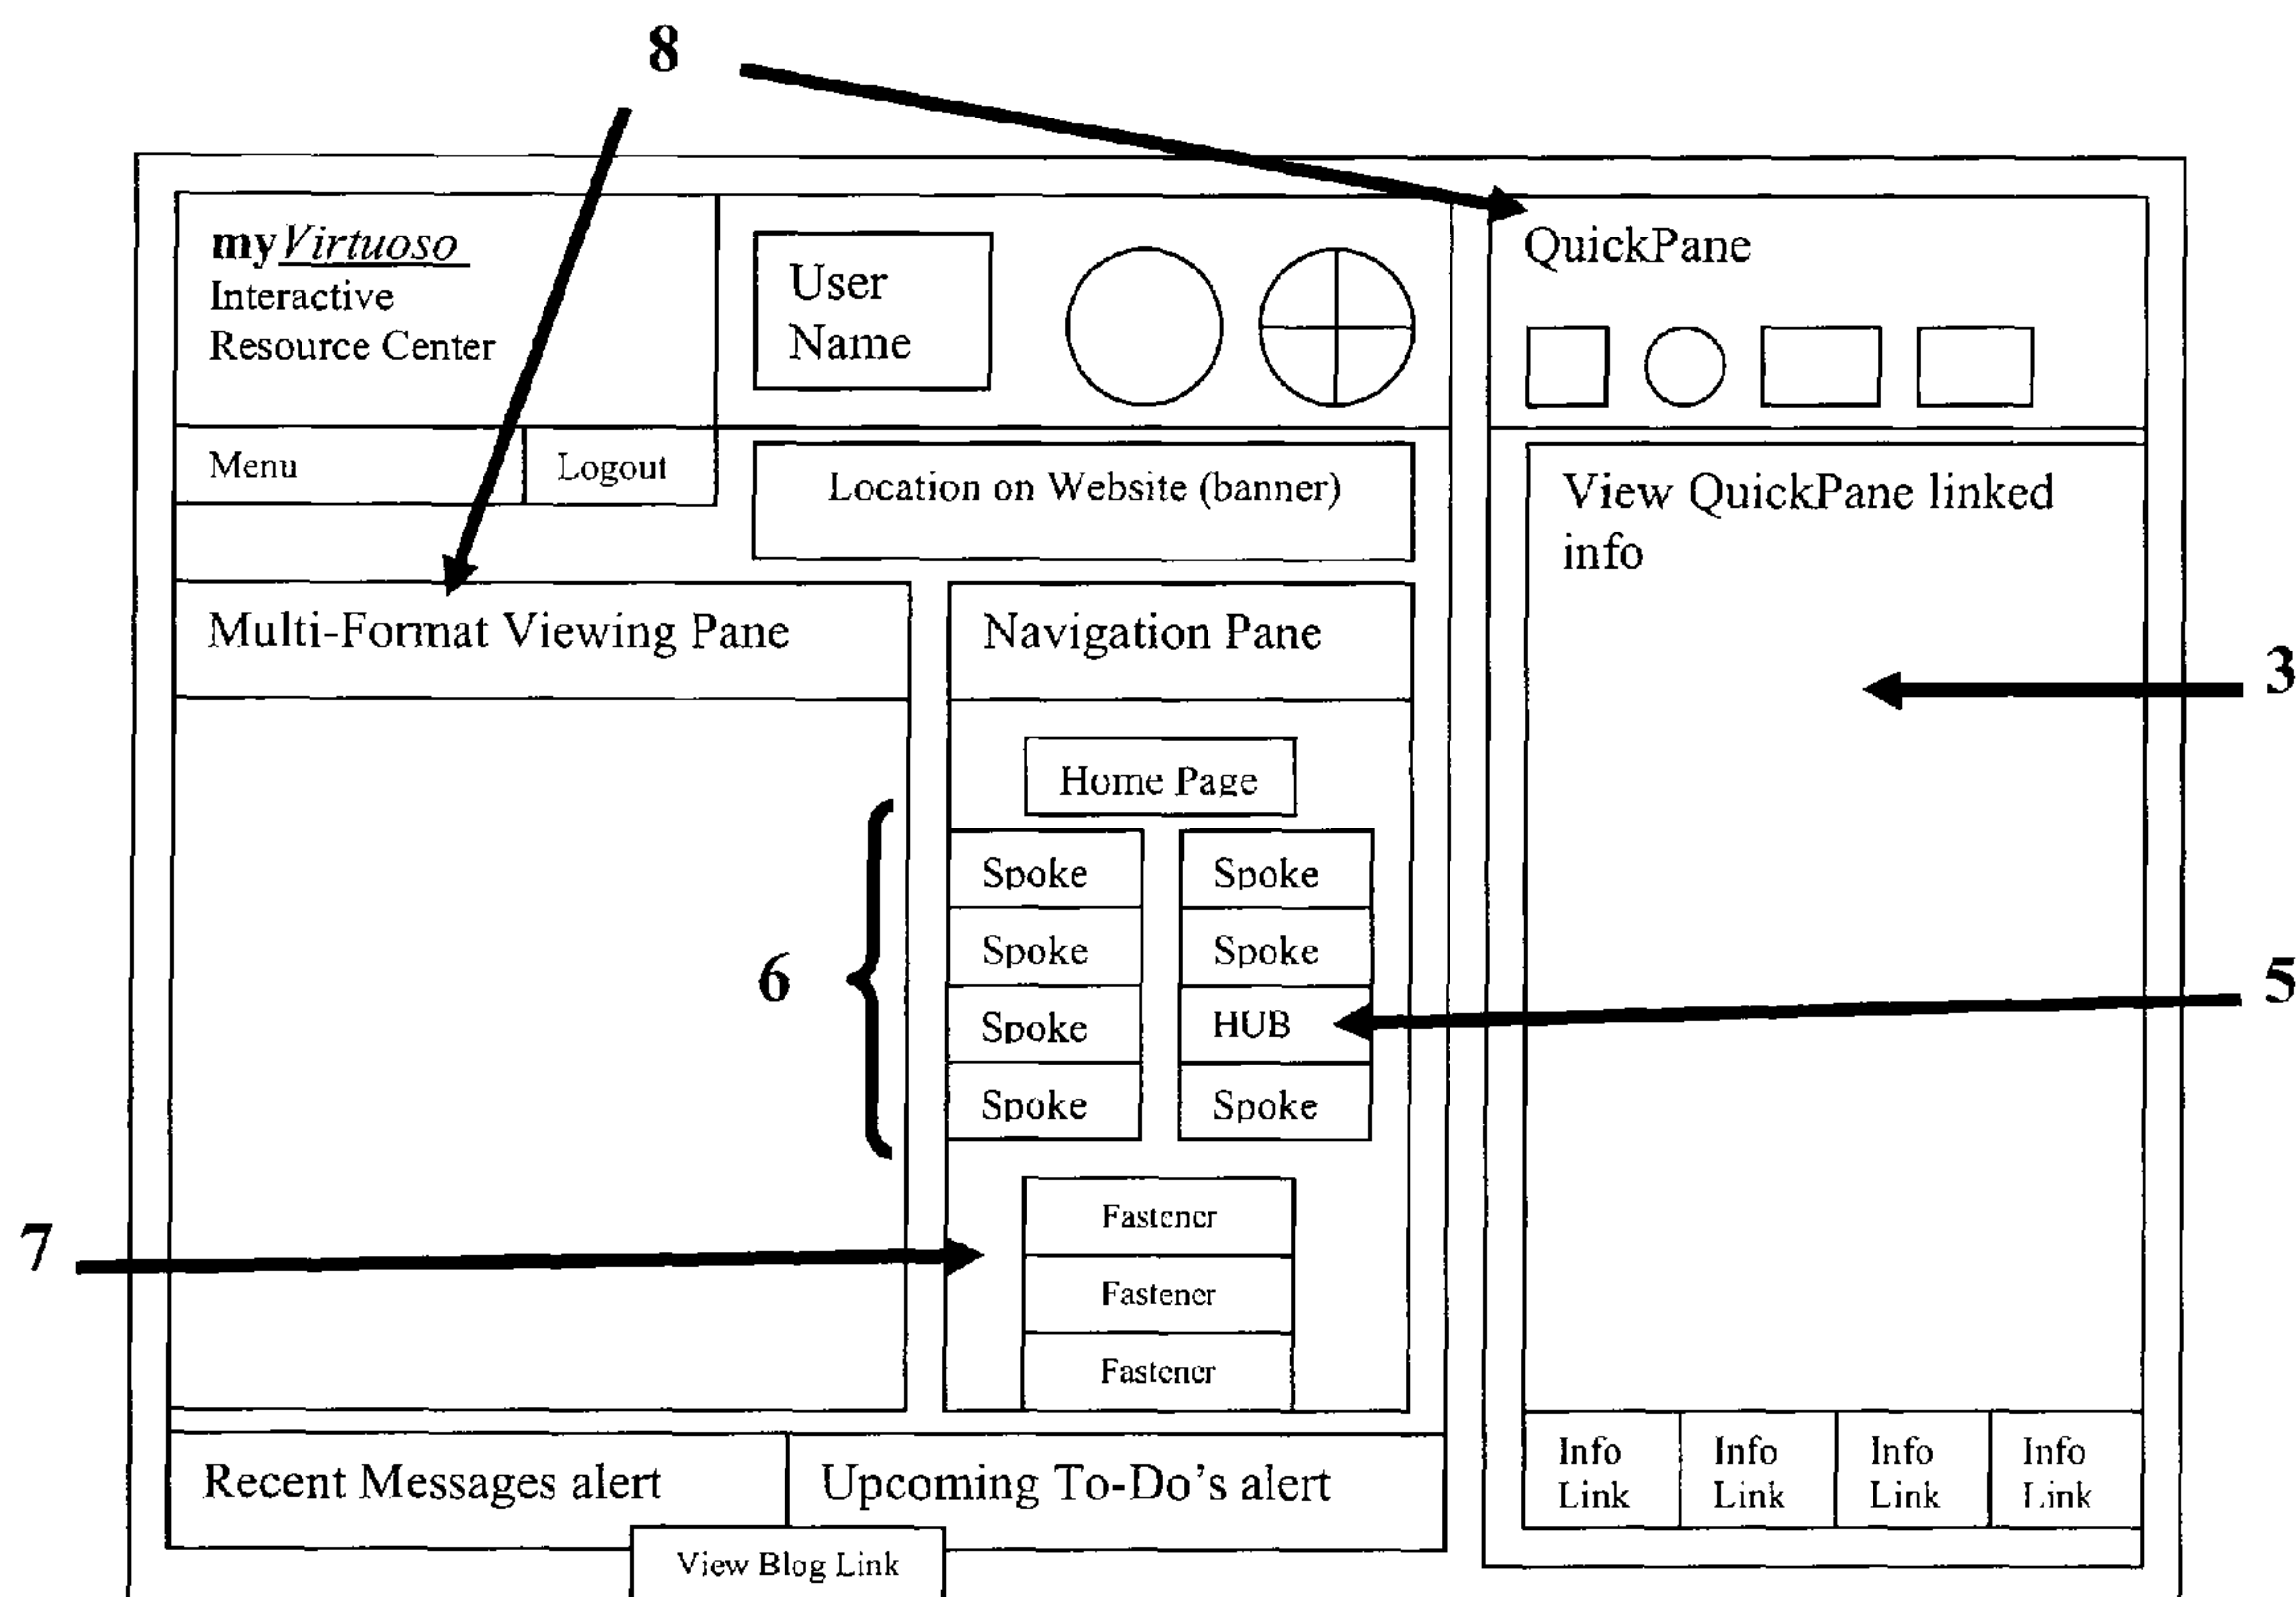 8
myVirtuoso
Interactive
Resource Center
User
Name
QuickPane
Menu
Logout
Location on Website (banner)
View QuickPane linked
info
Multi-Format Viewing Pane
Navigation Pane
3
Home Page
Spoke
Spoke
Spoke
Spoke
6
5
Spoke
HUB
Spoke
Spoke
7
Fastener
Fastener
Fastener
Recent Messages alert
Upcoming To-Do's alert
Info
Link
Info
Link
Info
Link
Info
Link
View Blog Link